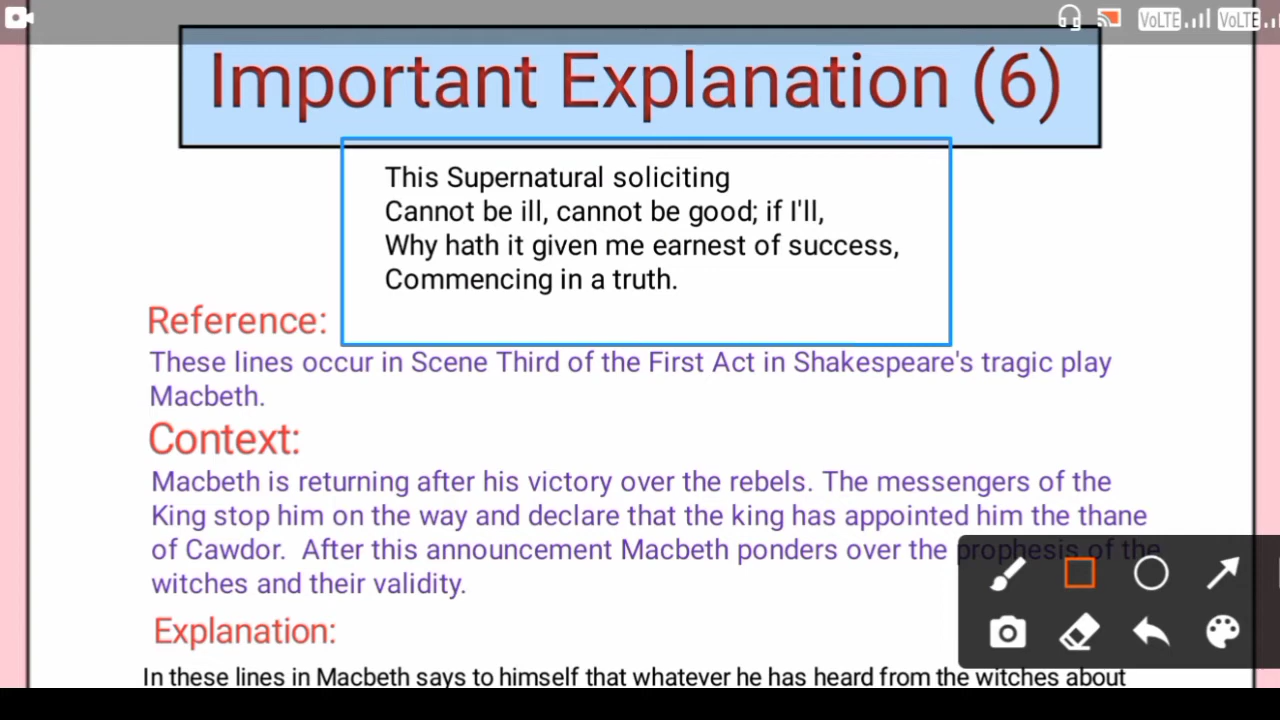 VoLTE VoLTE
Important Explanation (6)
This Supernatural soliciting
Cannot be ill, cannot be good; if I'll,
Why hath it given me earnest of success,
Commencing in a truth.
Reference:
These lines occur in Scene Third of the First Act in Shakespeare's tragic play
Macbeth.
Context:
Macbeth is returning after his victory over the rebels. The messengers of the
King stop him on the way and declare that the king has appointed him the thane
of Cawdor. After this announcement Macbeth ponders over the prophesis of the
witches and their validity.
Explanation:
In these lines in Macbeth says to himself that whatever he has heard from the witches about